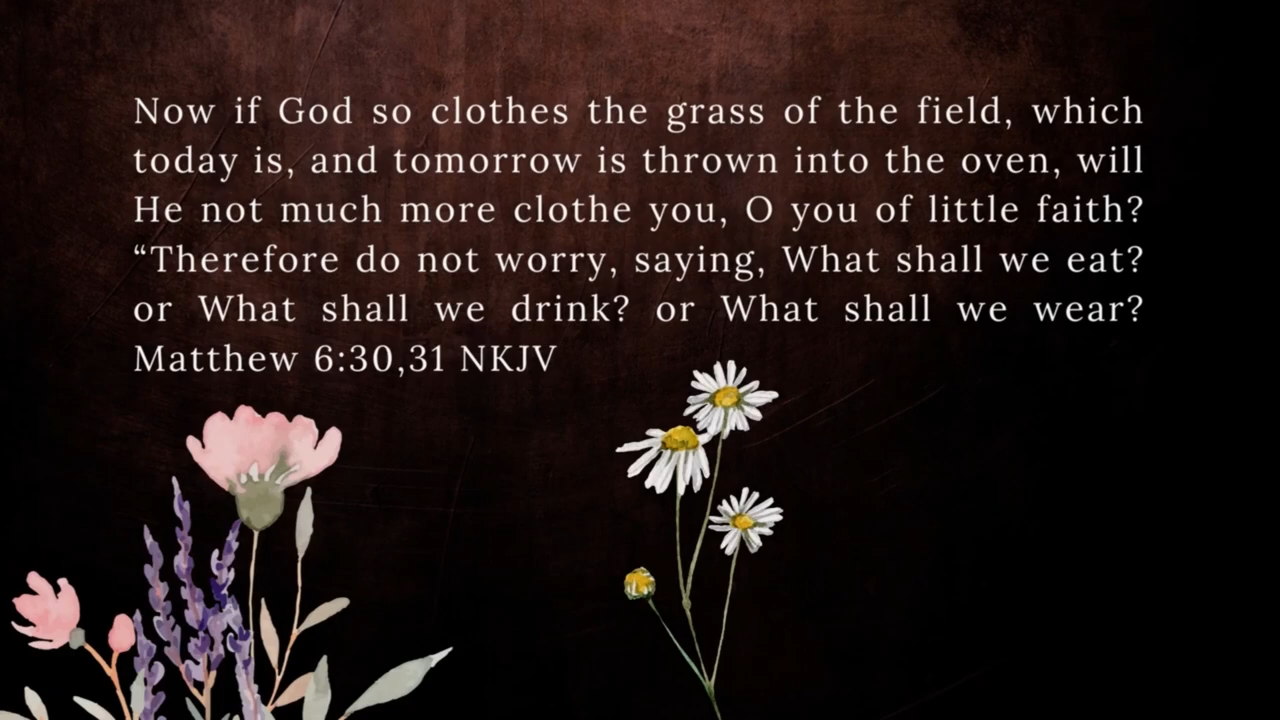 Now if God so clothes the grass of the field, which
today is, and tomorrow is thrown into the oven, will
He not much more clothe you, O you of little faith?
“Therefore do not worry, saying, What shall we eat?
or What shall we drink? or What shall we wear?
Matthew 6:30,31 NKJV